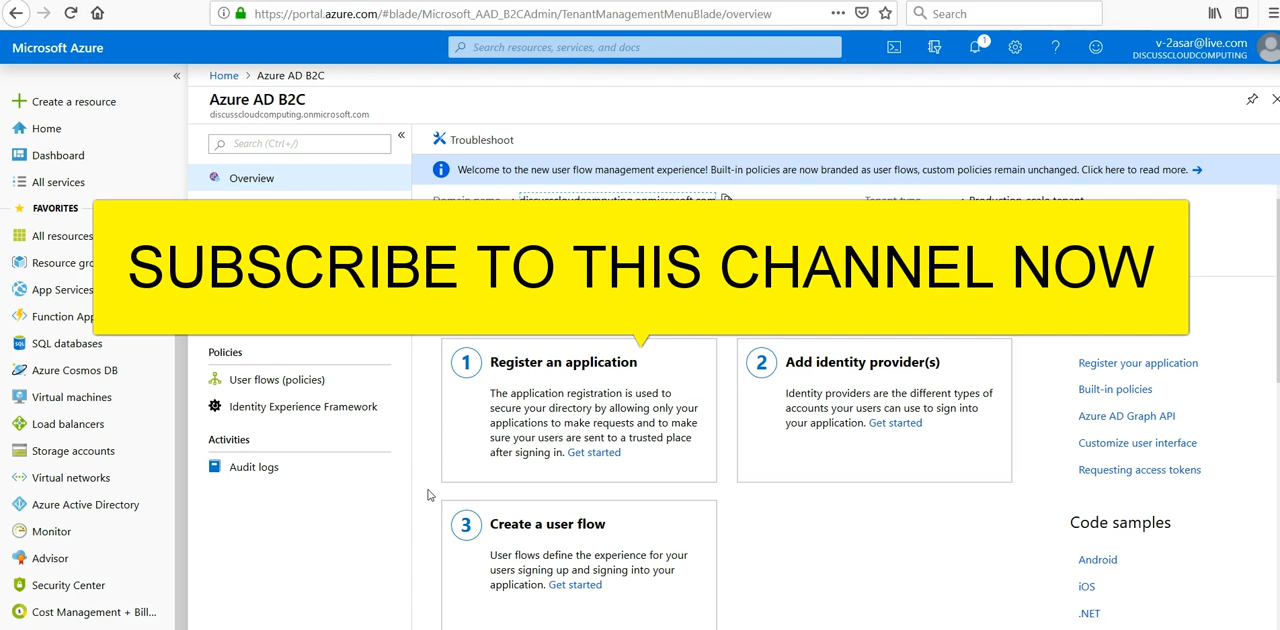 https://portal.azure.com/#blade/Microsoft_AAD_B2CAdmin/TenantManagementMenuBlade/overview
Search
Microsoft Azure
Search resources, services, and docs
1
v-2asar@live.com
DISCUSSCLOUDCOMPUTING
Home > Azure AD B2C
Azure AD B2C
discusscloudcomputing.onmicrosoft.com
Create a resource
Home
Dashboard
All services
FAVORITES
All resources
Resource gro
App Services
Function App
SQL databases
Azure Cosmos DB
Virtual machines
Load balancers
Storage accounts
Virtual networks
Azure Active Directory
Monitor
Advisor
Security Center
Cost Management + Bill...
Search (Ctrl+/)
Overview
Policies
User flows (policies)
Identity Experience Framework
Activities
Audit logs
Troubleshoot
Welcome to the new user flow management experience! Built-in policies are now branded as user flows, custom policies remain unchanged. Click here to read more.
SUBSCRIBE TO THIS CHANNEL NOW
1 Register an application
The application registration is used to
secure your directory by allowing only your
applications to make requests and to make
sure your users are sent to a trusted place
after signing in. Get started
2 Add identity provider(s)
Identity providers are the different types of
accounts your users can use to sign into
your application. Get started
3 Create a user flow
User flows define the experience for your
users signing up and signing into your
application. Get started
Register your application
Built-in policies
Azure AD Graph API
Customize user interface
Requesting access tokens
Code samples
Android
iOS
.NET